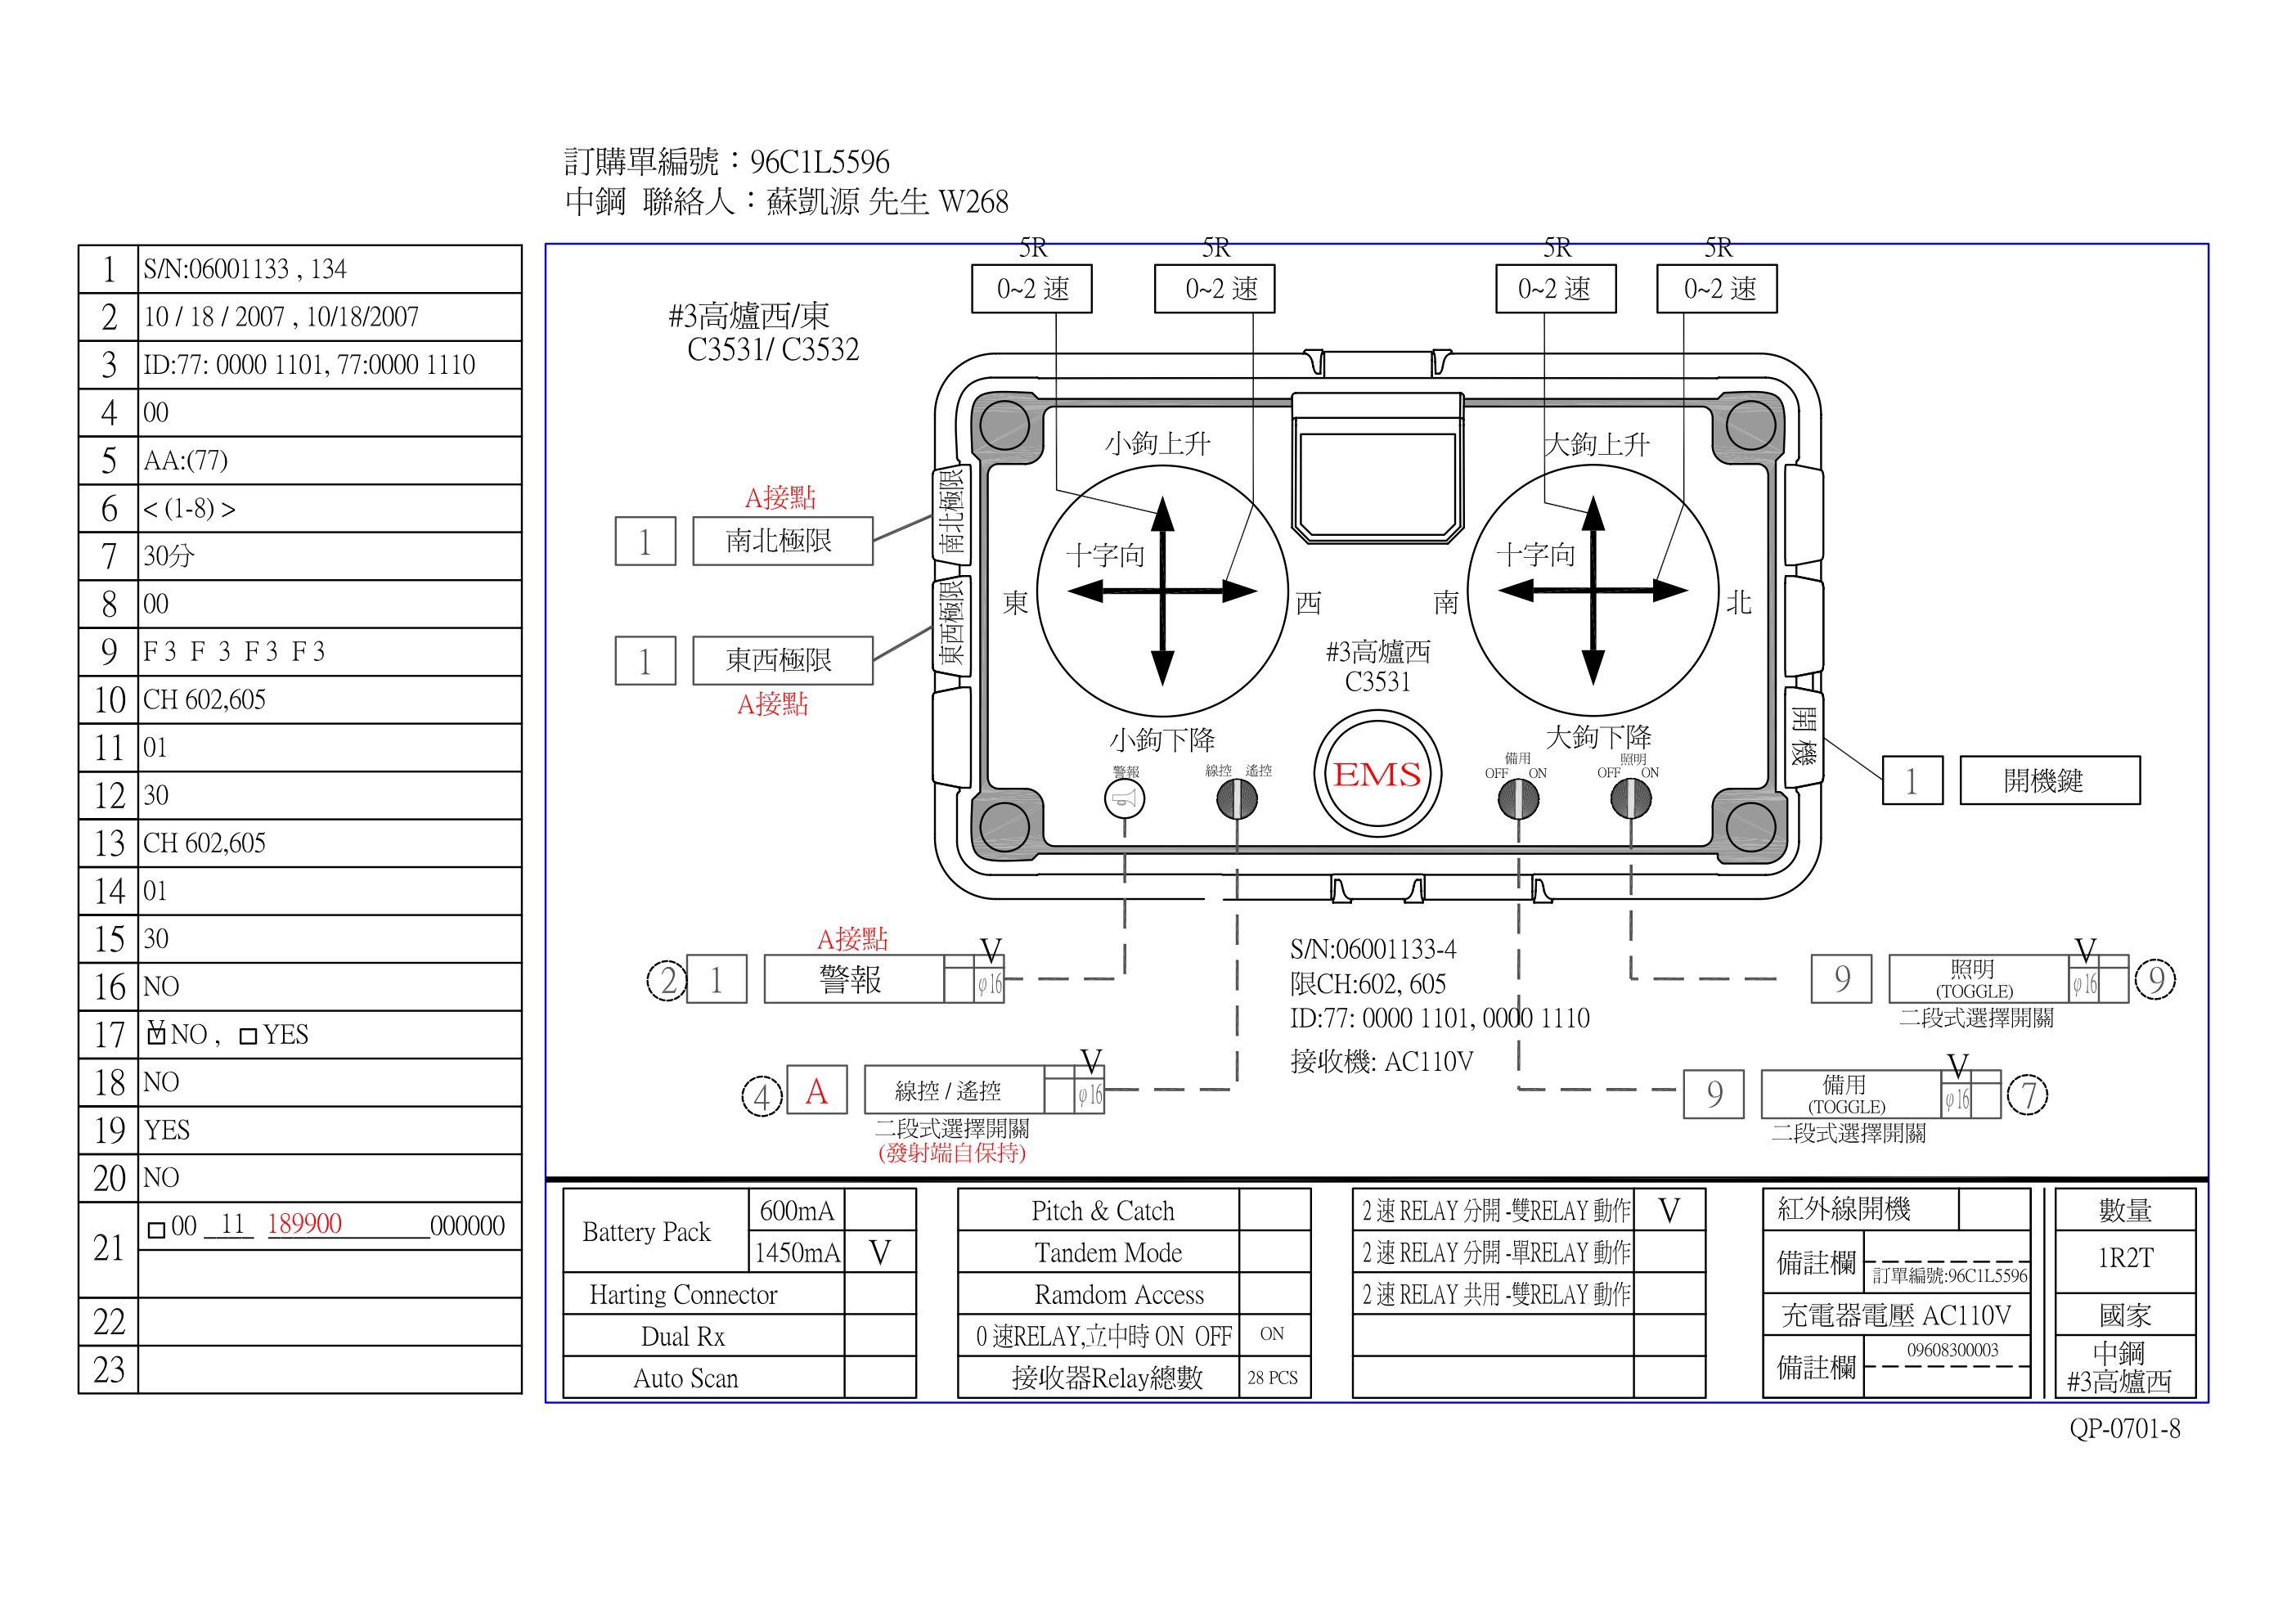 訂購單編號：96C1L5596
中鋼 聯絡人：蘇凱源 先生 W268
1 S/N:06001133 , 134
2 10 / 18 / 2007 , 10/18/2007
3 ID:77: 0000 1101, 77:0000 1110
4 00
5 AA:(77)
6 < (1-8) >
7 30分
8 00
9 F 3 F 3 F 3 F 3
10 CH 602,605
11 01
12 30
13 CH 602,605
14 01
15 30
16 NO
17 V NO , YES
18 NO
19 YES
20 NO
21 00 11 189900 000000
22
23
5R 5R 5R 5R
0~2 速 0~2 速 0~2 速 0~2 速
#3高爐西/東
C3531/ C3532
小鉤上升 大鉤上升
A接點
1 南北極限 南北極限
十字向 十字向
東 西 南 北
1 東西極限 東西極限
A接點
#3高爐西
C3531
小鉤下降 大鉤下降
開機
1 開機鍵
警報 線控 遙控 EMS
備用 照明
OFF ON OFF ON
A接點
② 1 警報 V φ16
④ A 線控 / 遙控 V φ16
二段式選擇開關
(發射端自保持)
S/N:06001133-4
限CH:602, 605
ID:77: 0000 1101, 0000 1110
接收機: AC110V
9 照明 V φ16 ⑨
(TOGGLE)
二段式選擇開關
9 備用 V φ16 ⑦
(TOGGLE)
二段式選擇開關
Battery Pack 600mA
1450mA V
Harting Connector
Dual Rx
Auto Scan
Pitch & Catch
Tandem Mode
Ramdom Access
0 速RELAY,立中時 ON OFF ON
接收器Relay總數 28 PCS
2 速 RELAY 分開 -雙RELAY 動作 V
2 速 RELAY 分開 -單RELAY 動作
2 速 RELAY 共用 -雙RELAY 動作
紅外線開機
備註欄 訂單編號:96C1L5596
充電器電壓 AC110V
備註欄 09608300003
數量
1R2T
國家
中鋼
#3高爐西
QP-0701-8